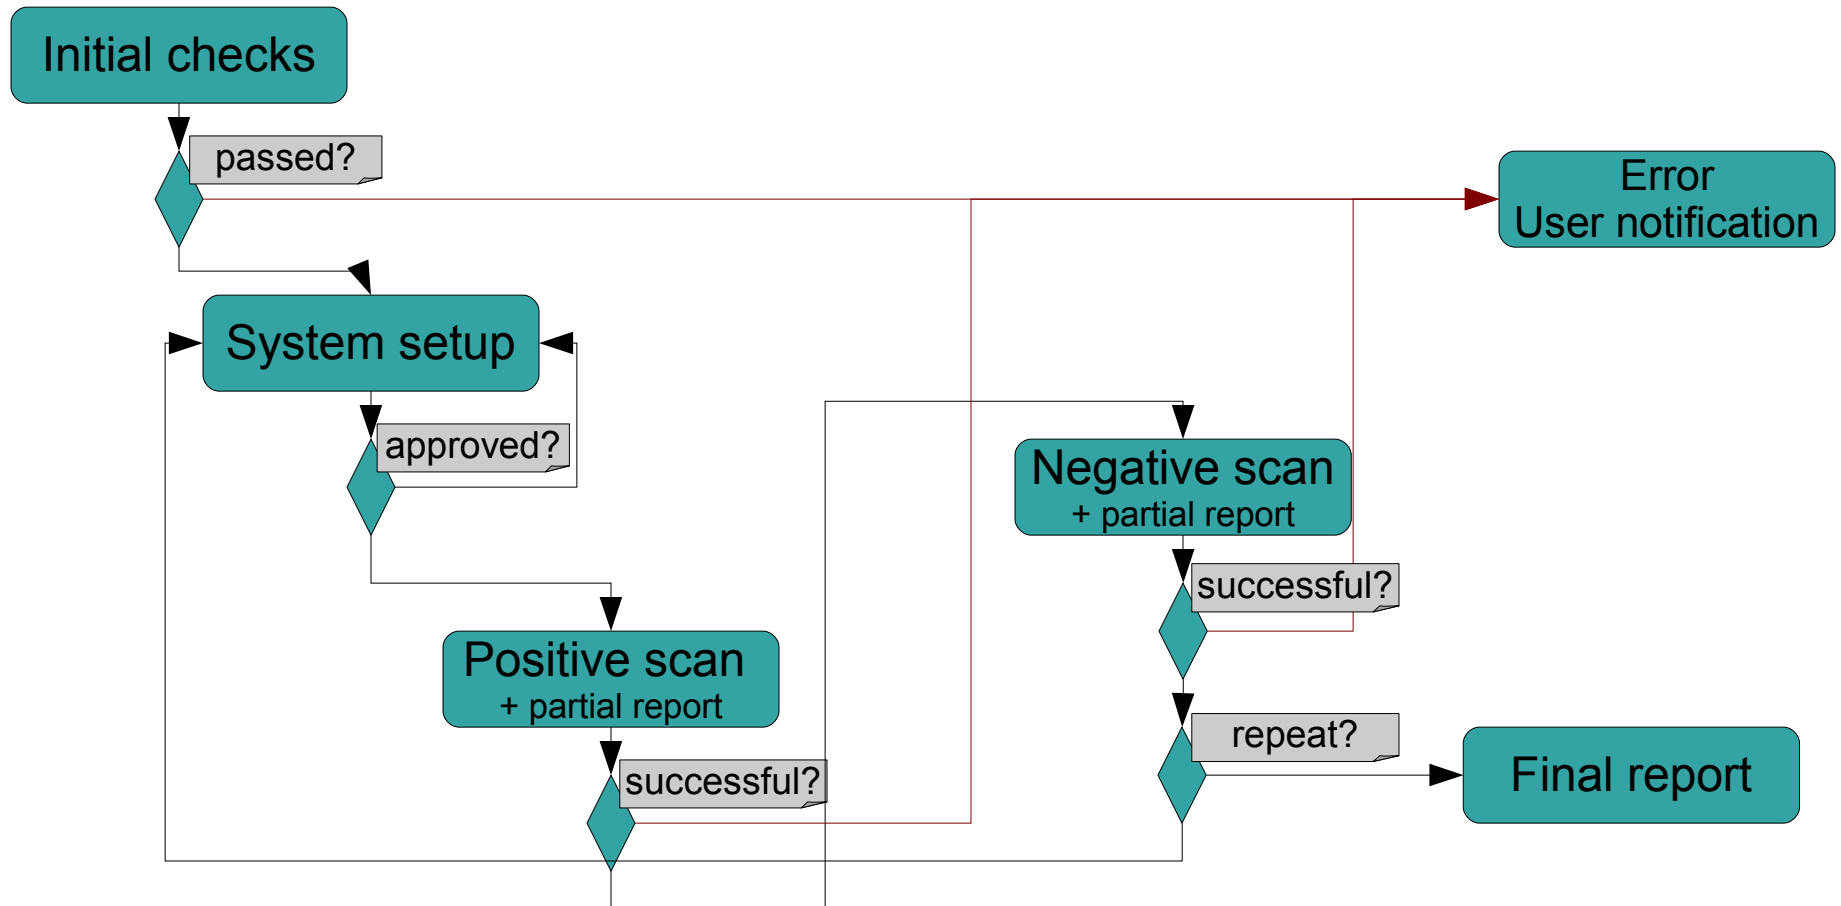 Initial checks
passed?
Error
User notification
System setup
approved?
Negative scan
+ partial report
successful?
Positive scan
+ partial report
repeat?
successful?
Final report